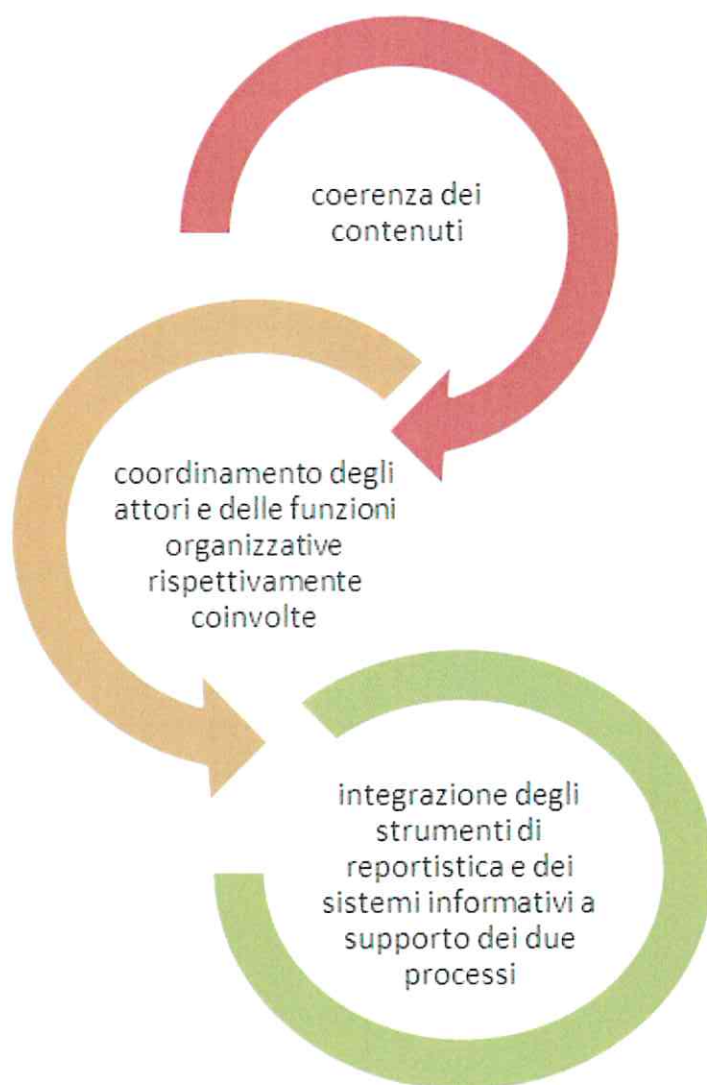 coerenza dei
contenuti
coordinamento degli
attori e delle funzioni
organizzative
rispettivamente
coinvolte
integrazione degli
strumenti di
reportistica e dei
sistemi informativi a
supporto dei due
processi